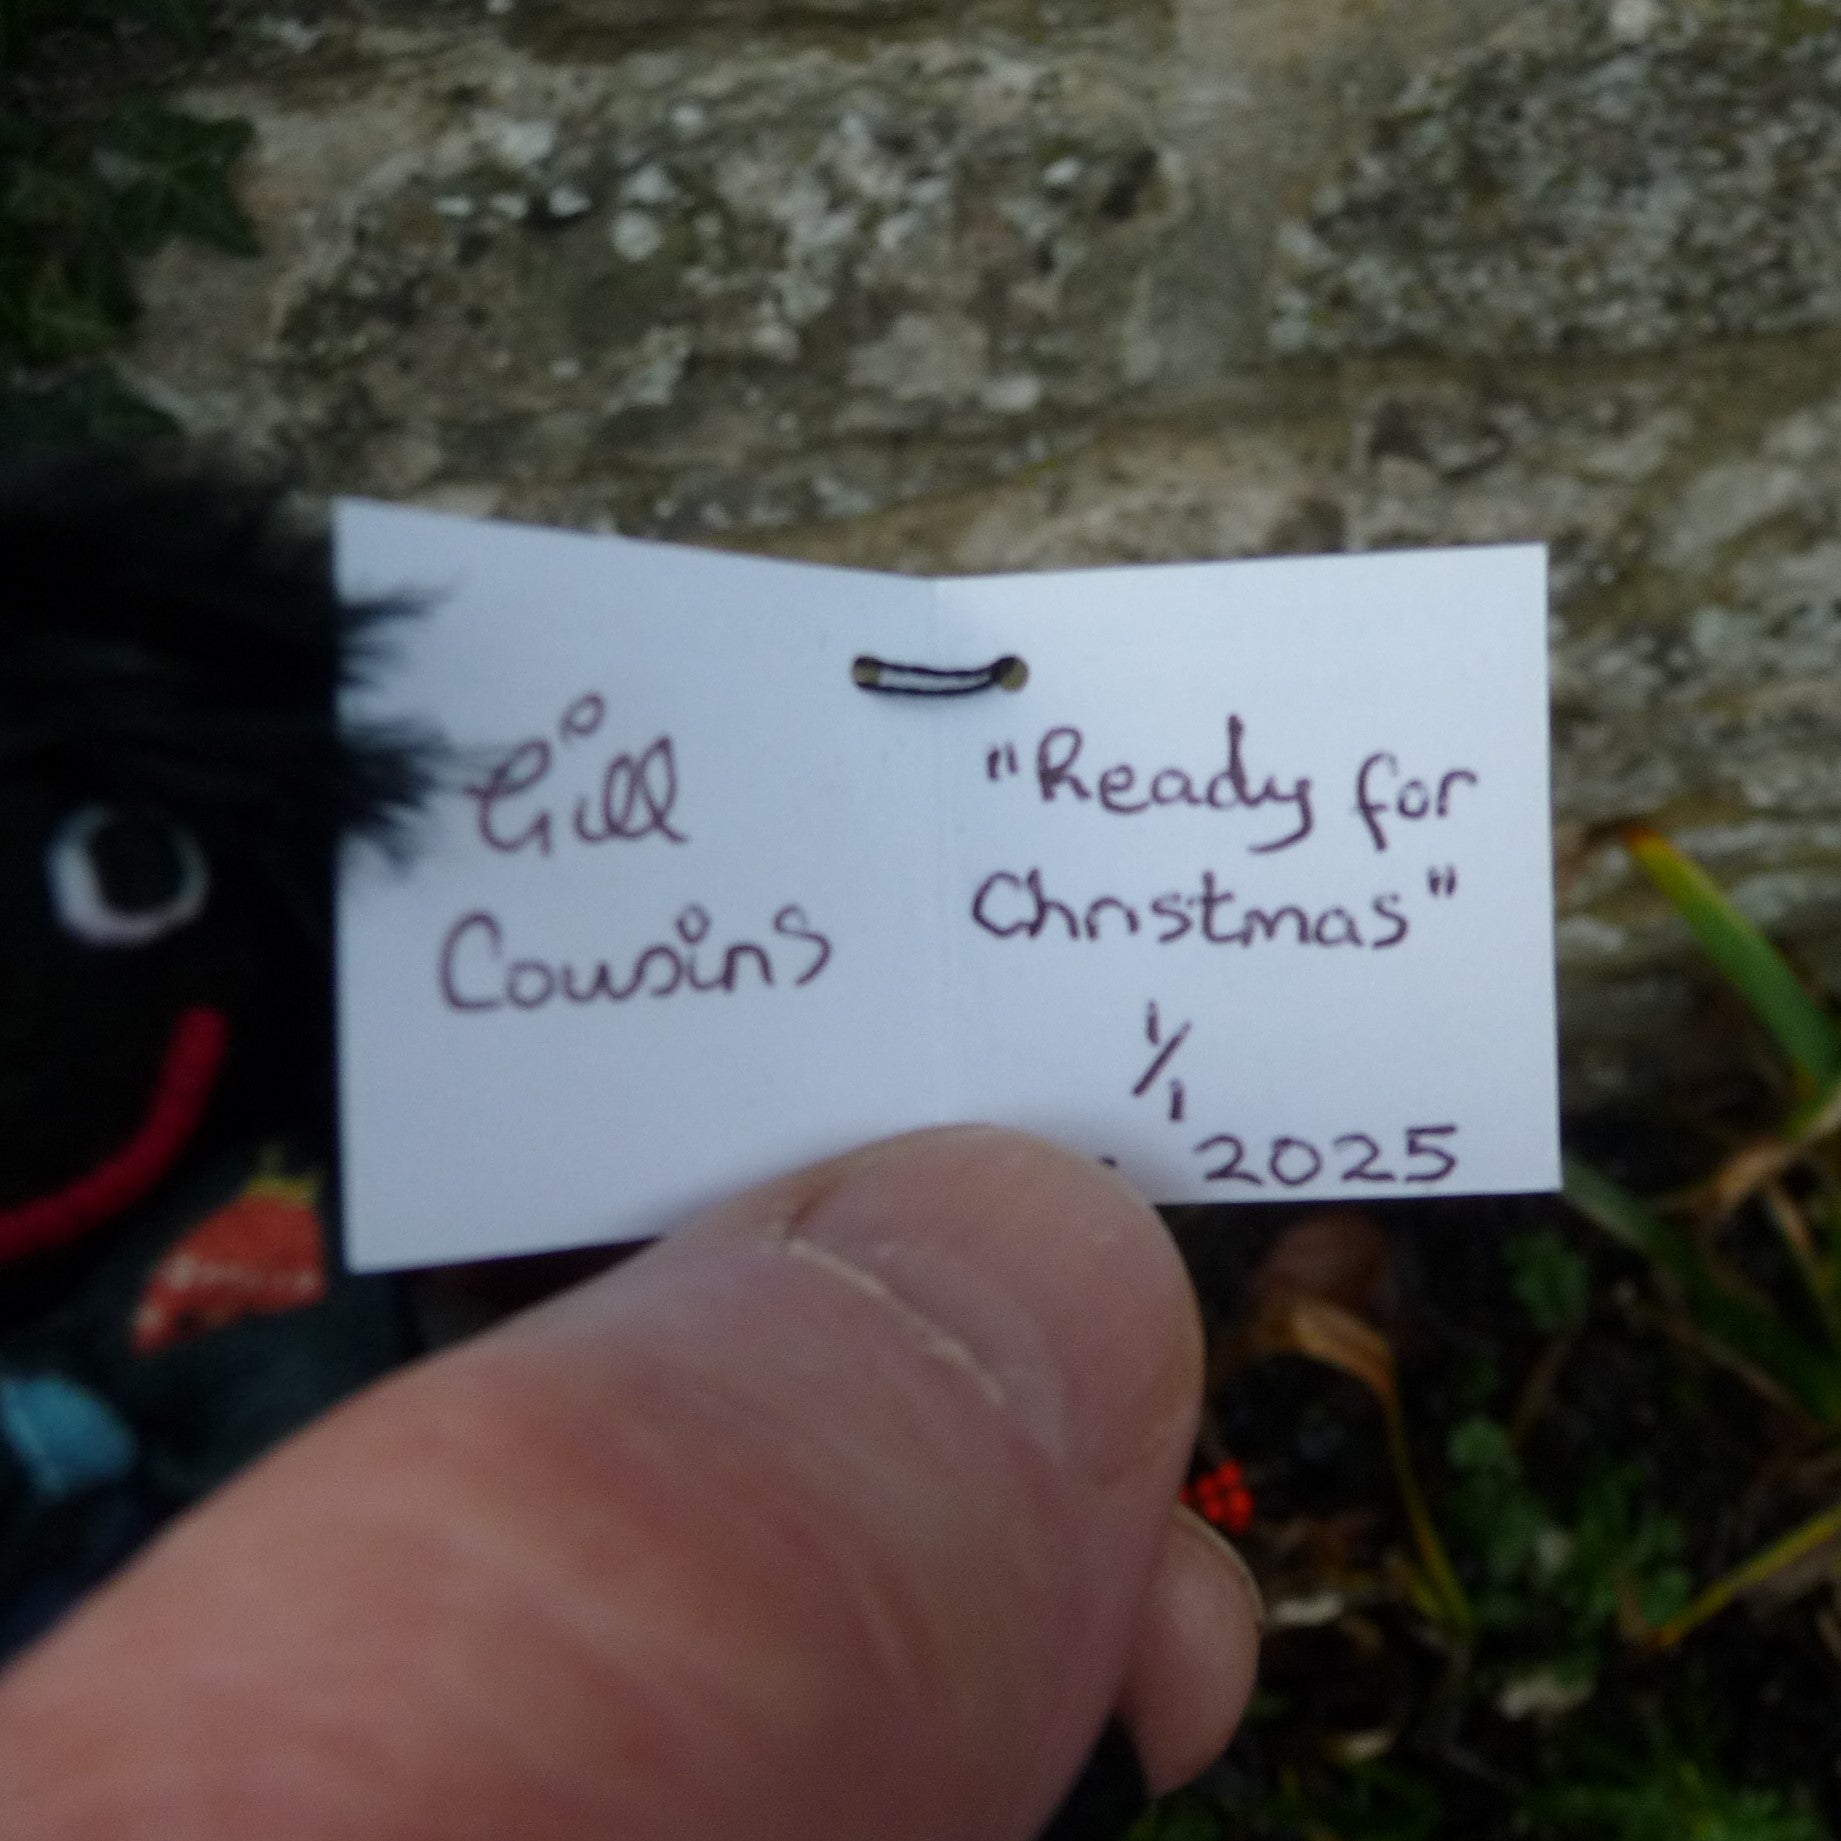 Gill
Cousins
"Ready for
Christmas"
1/1
2025